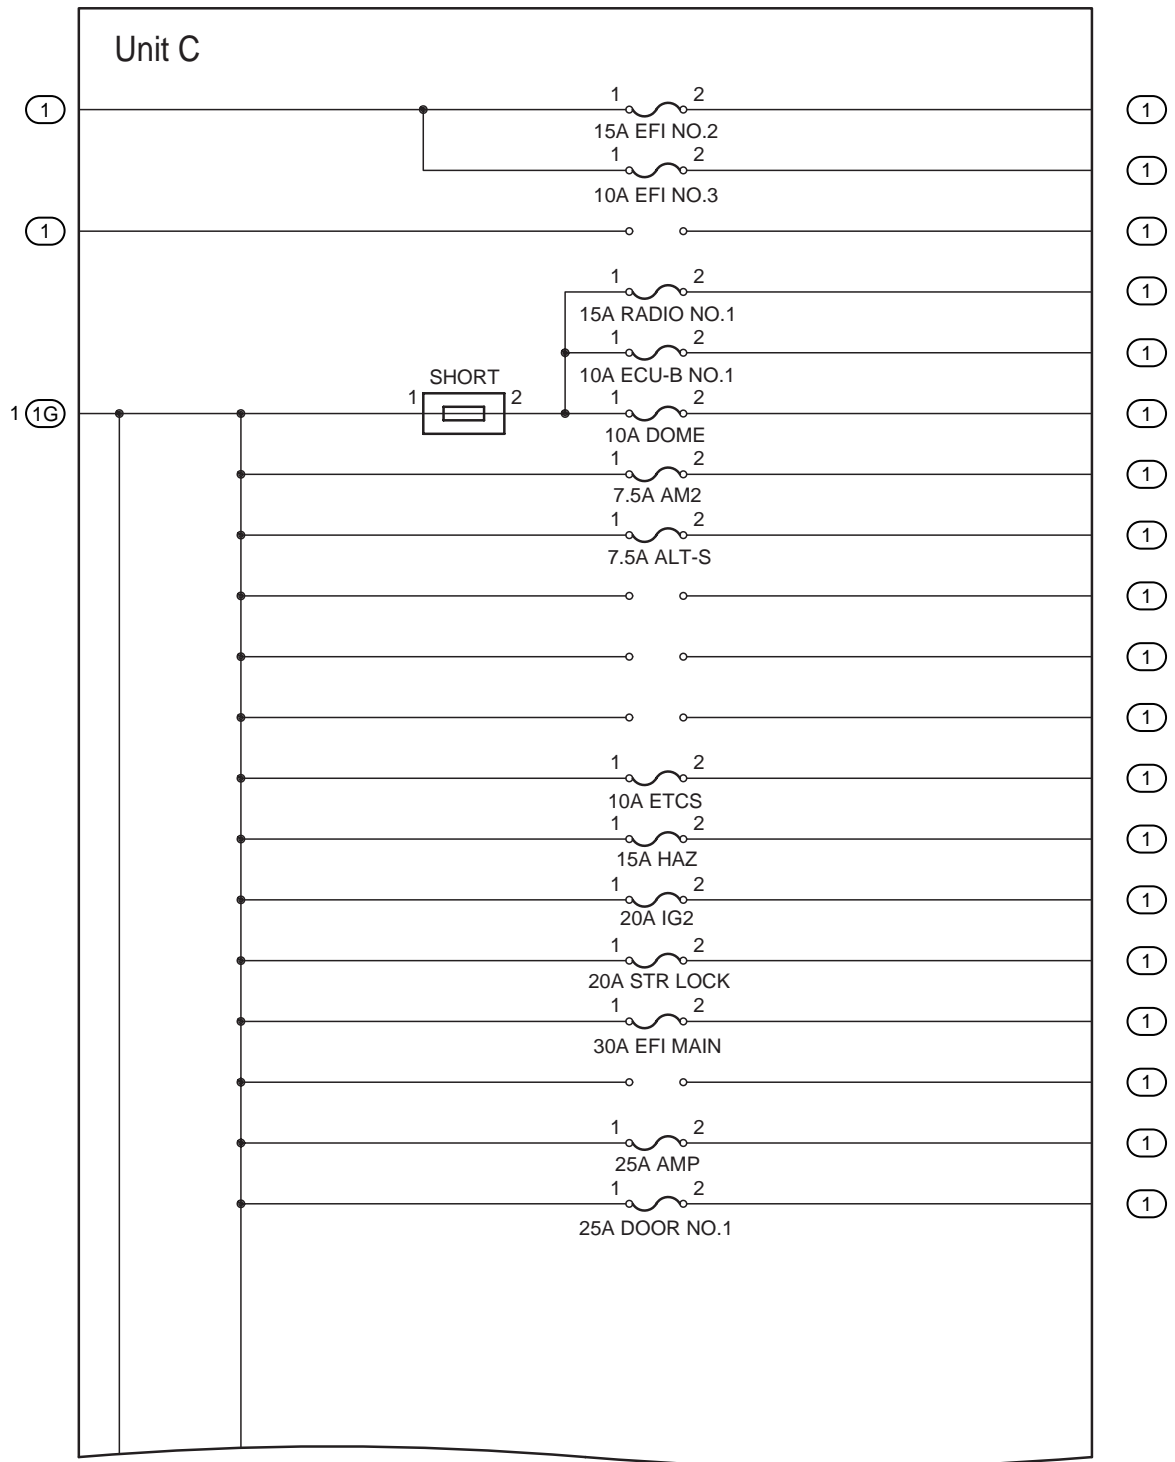 Unit C
1 1 2 1
15A EFI NO.2
1 2 1
10A EFI NO.3
1 1
1 2 1
15A RADIO NO.1
1 2 1
10A ECU-B NO.1
SHORT
1 1G 1 2 1 2 1
10A DOME
1 2 1
7.5A AM2
1 2 1
7.5A ALT-S
1
1
1
1 2 1
10A ETCS
1 2 1
15A HAZ
1 2 1
20A IG2
1 2 1
20A STR LOCK
1 2 1
30A EFI MAIN
1
1 2 1
25A AMP
1 2 1
25A DOOR NO.1